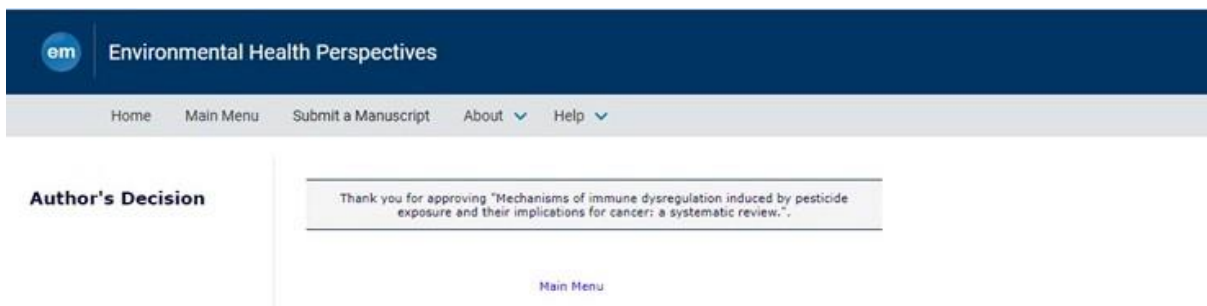 em
Environmental Health Perspectives
Home Main Menu Submit a Manuscript About Help
Author's Decision
Thank you for approving "Mechanisms of immune dysregulation induced by pesticide
exposure and their implications for cancer: a systematic review.".
Main Menu